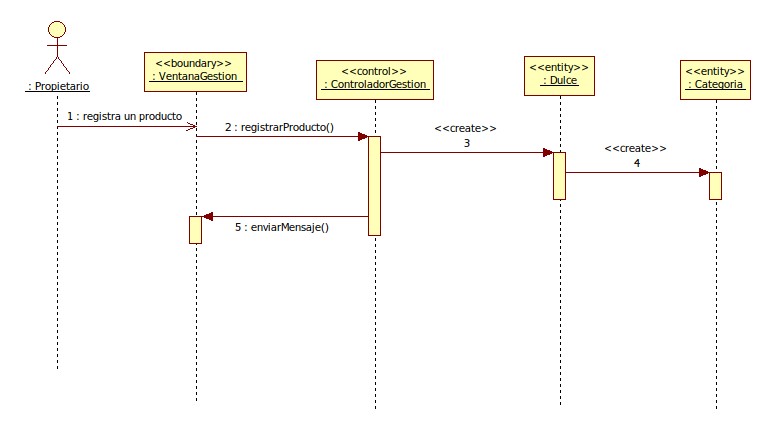 : Propietario
<<boundary>>
: VentanaGestion
<<control>>
: ControladorGestion
<<entity>>
: Dulce
<<entity>>
: Categoria
1 : registra un producto
2 : registrarProducto()
<<create>>
3
<<create>>
4
5 : enviarMensaje()